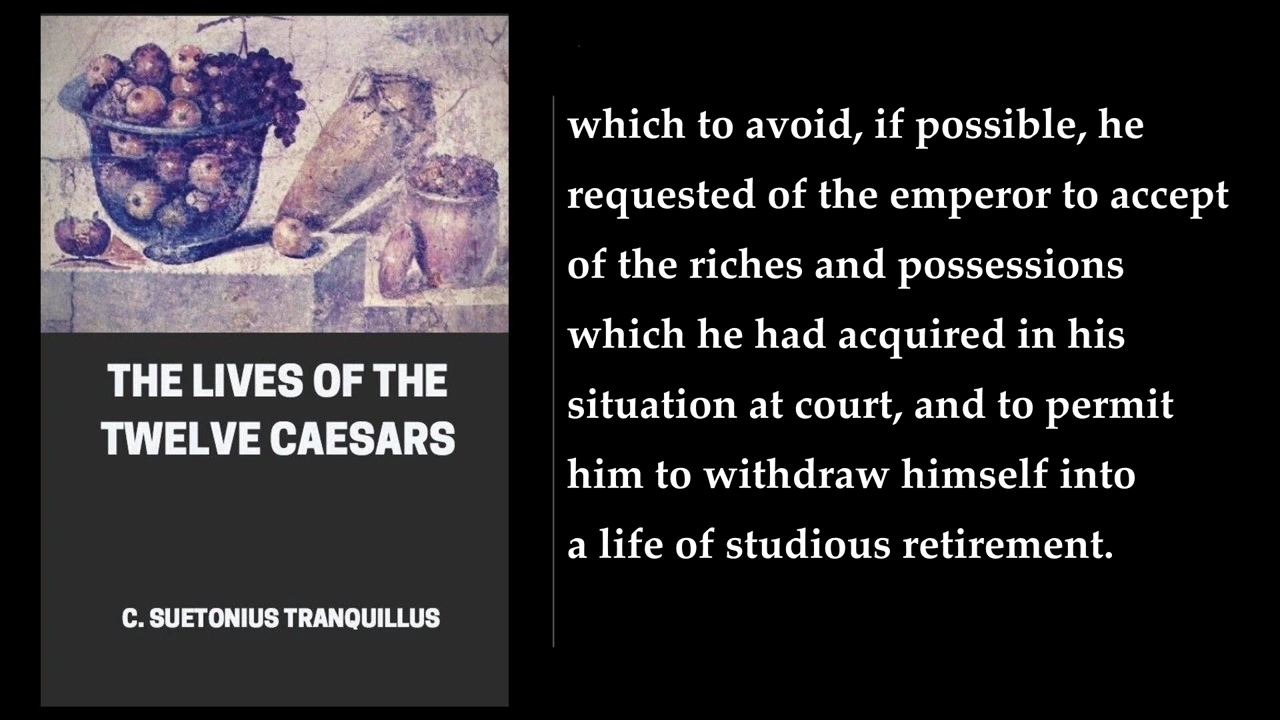 THE LIVES OF THE
TWELVE CAESARS
C. SUETONIUS TRANQUILLUS
which to avoid, if possible, he
requested of the emperor to accept
of the riches and possessions
which he had acquired in his
situation at court, and to permit
him to withdraw himself into
a life of studious retirement.